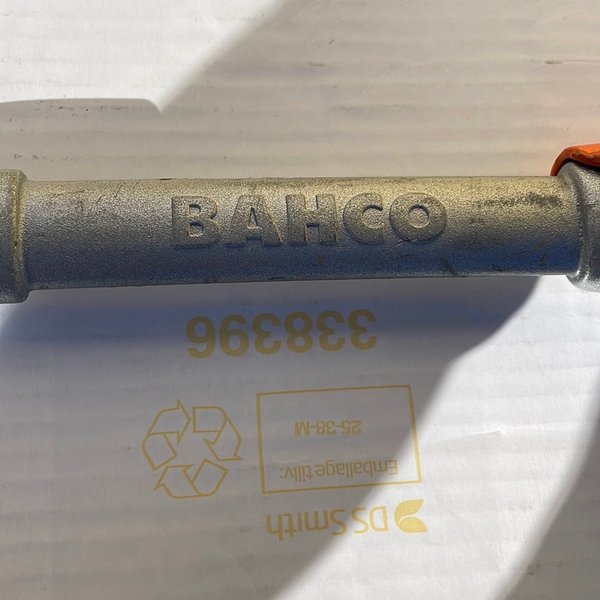 BAHCO
338396
25-38-M
Emballage tillv:
DS Smith